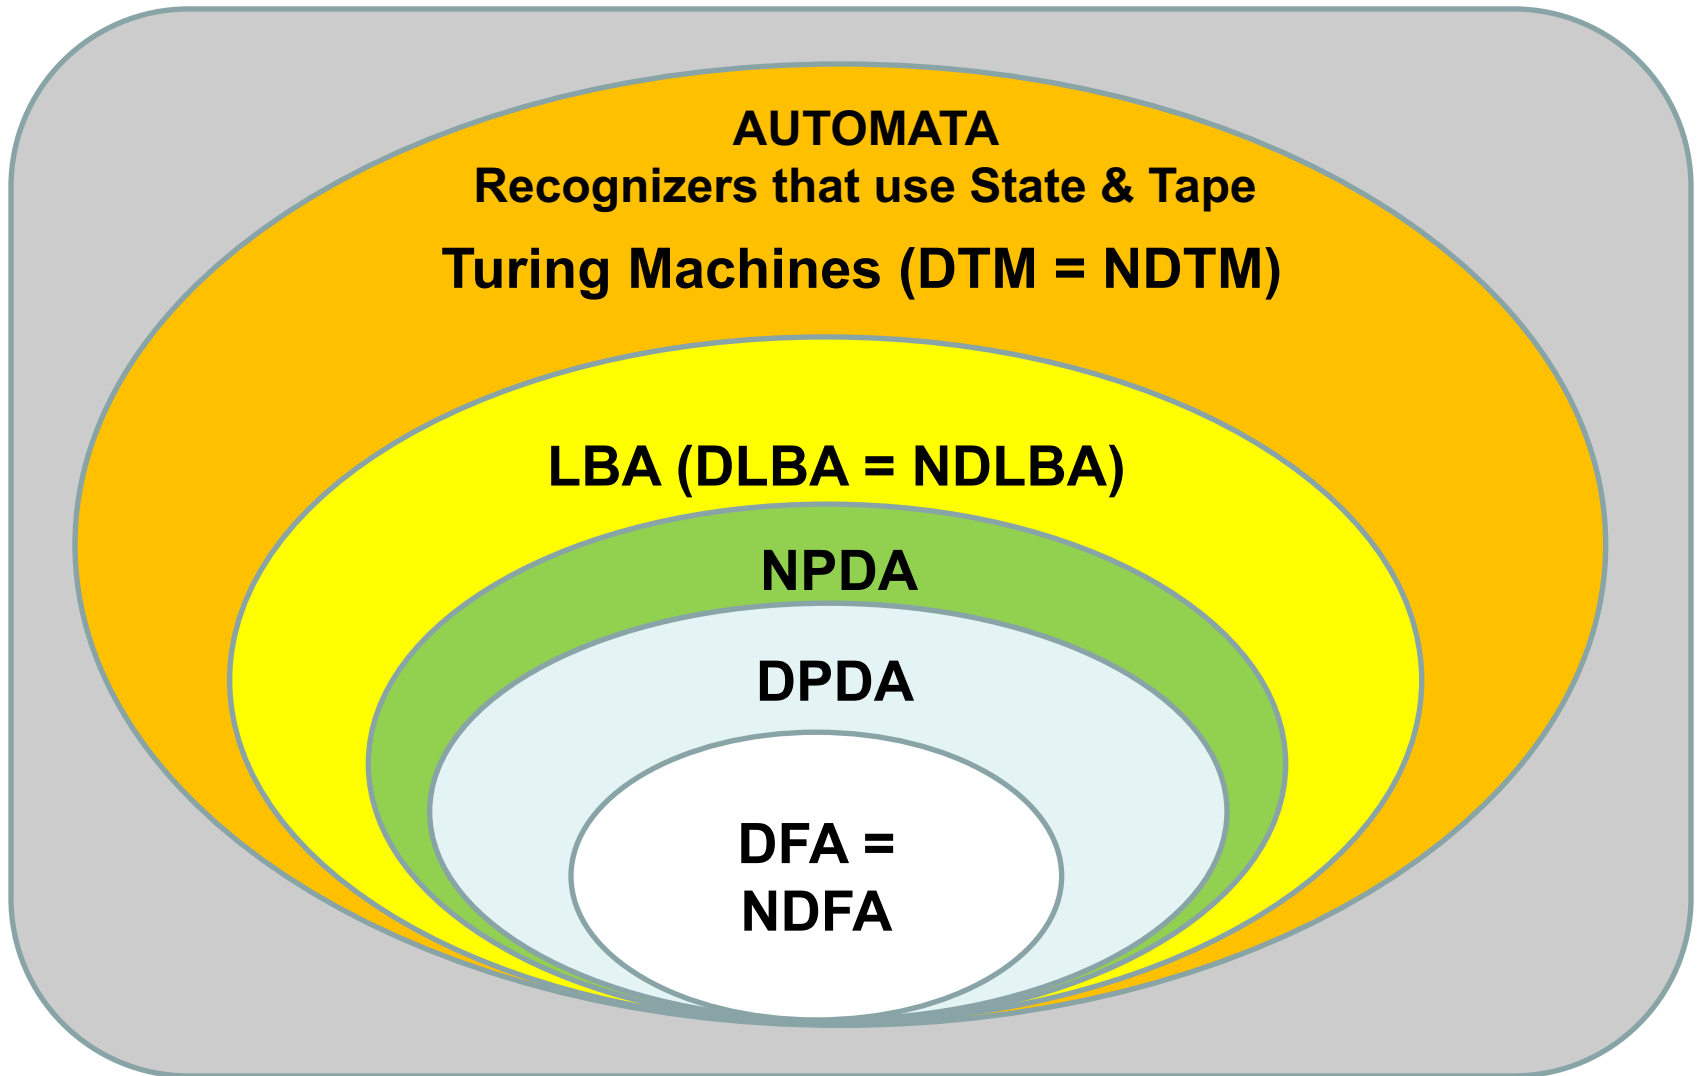 AUTOMATA
Recognizers that use State & Tape
Turing Machines (DTM = NDTM)
LBA (DLBA = NDLBA)
NPDA
DPDA
DFA =
NDFA